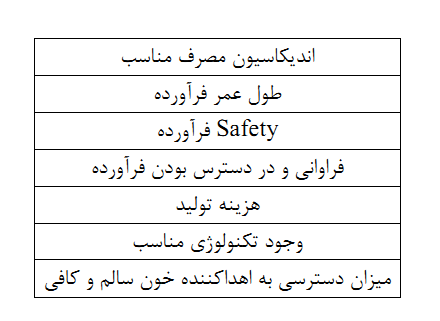 اندیکاسیون مصرف مناسب
طول عمر فرآورده
Safety فرآورده
فراوانی و در دسترس بودن فرآورده
هزینه تولید
وجود تکنولوژی مناسب
میزان دسترسی به اهداکننده خون سالم و کافی